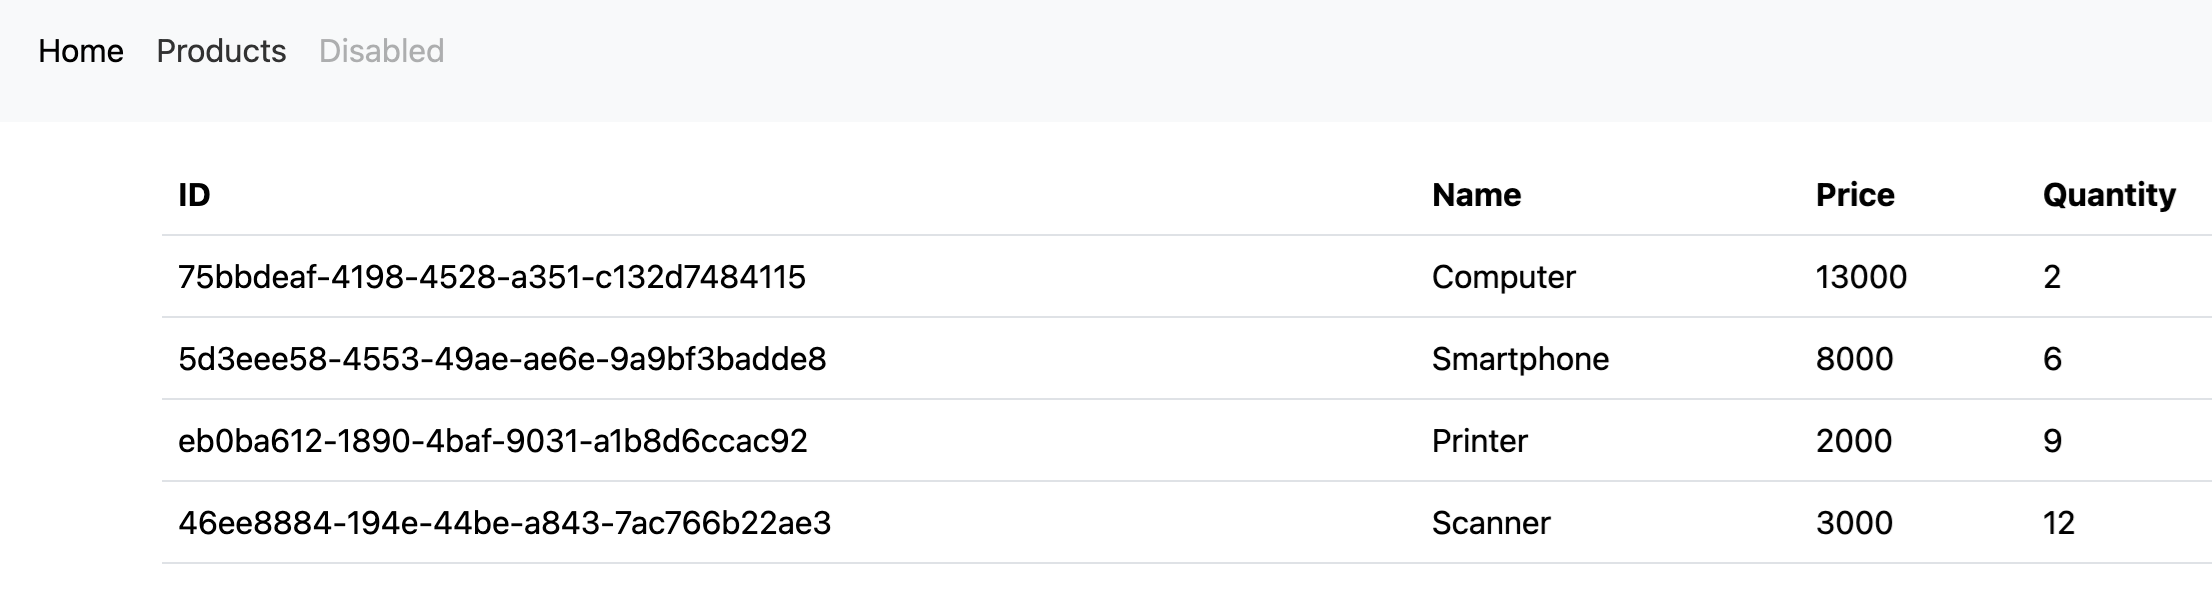 Home Products Disabled
ID Name Price Quantity
75bbdeaf-4198-4528-a351-c132d7484115 Computer 13000 2
5d3eee58-4553-49ae-ae6e-9a9bf3badde8 Smartphone 8000 6
eb0ba612-1890-4baf-9031-a1b8d6ccac92 Printer 2000 9
46ee8884-194e-44be-a843-7ac766b22ae3 Scanner 3000 12